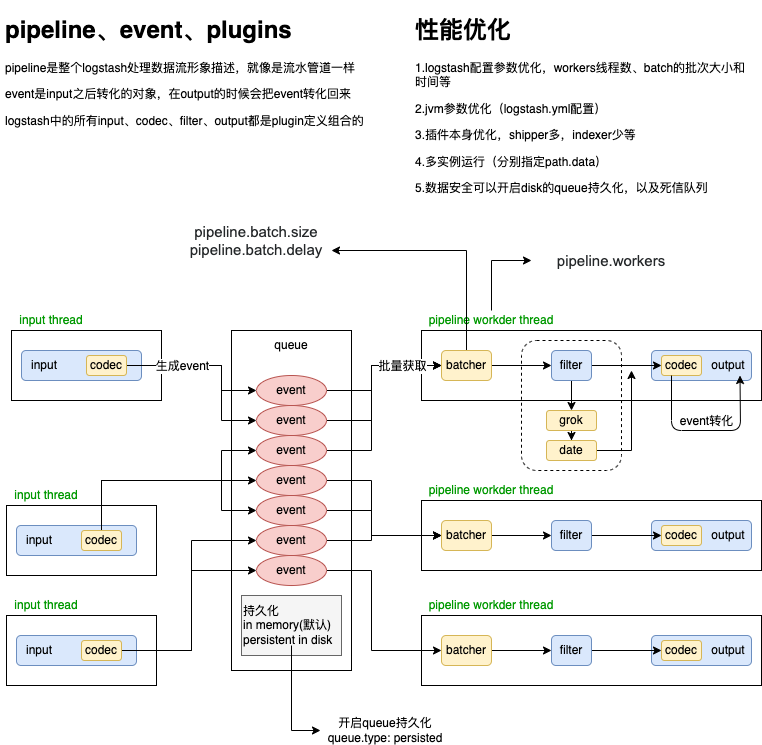 pipeline、event、plugins
pipeline是整个logstash处理数据流形象描述，就像是流水管道一样
event是input之后转化的对象，在output的时候会把event转化回来
logstash中的所有input、codec、filter、output都是plugin定义组合的
性能优化
1.logstash配置参数优化，workers线程数、batch的批次大小和
时间等
2.jvm参数优化（logstash.yml配置）
3.插件本身优化，shipper多，indexer少等
4.多实例运行（分别指定path.data）
5.数据安全可以开启disk的queue持久化，以及死信队列
pipeline.batch.size
pipeline.batch.delay
pipeline.workers
input thread
input
codec
生成event
queue
event
event
event
event
event
event
event
持久化
in memory(默认)
persistent in disk
开启queue持久化
queue.type: persisted
input thread
input
codec
input thread
input
codec
批量获取
pipeline workder thread
batcher
filter
grok
date
codec
output
event转化
pipeline workder thread
batcher
filter
codec
output
pipeline workder thread
batcher
filter
codec
output